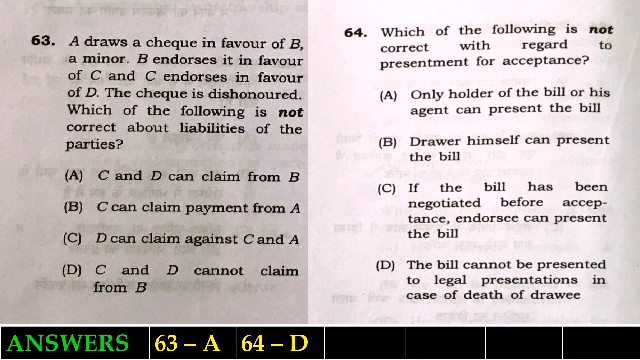 63. A draws a cheque in favour of B,
a minor. B endorses it in favour
of C and C endorses in favour
of D. The cheque is dishonoured.
Which of the following is not
correct about liabilities of the
parties?
(A) C and D can claim from B
(B) C can claim payment from A
(C) D can claim against C and A
(D) C and D cannot claim
from B
64. Which of the following is not
correct with regard to
presentment for acceptance?
(A) Only holder of the bill or his
agent can present the bill
(B) Drawer himself can present
the bill
(C) If the bill has been
negotiated before accep-
tance, endorsee can present
the bill
(D) The bill cannot be presented
to legal presentations in
case of death of drawee
ANSWERS 63 – A 64 – D